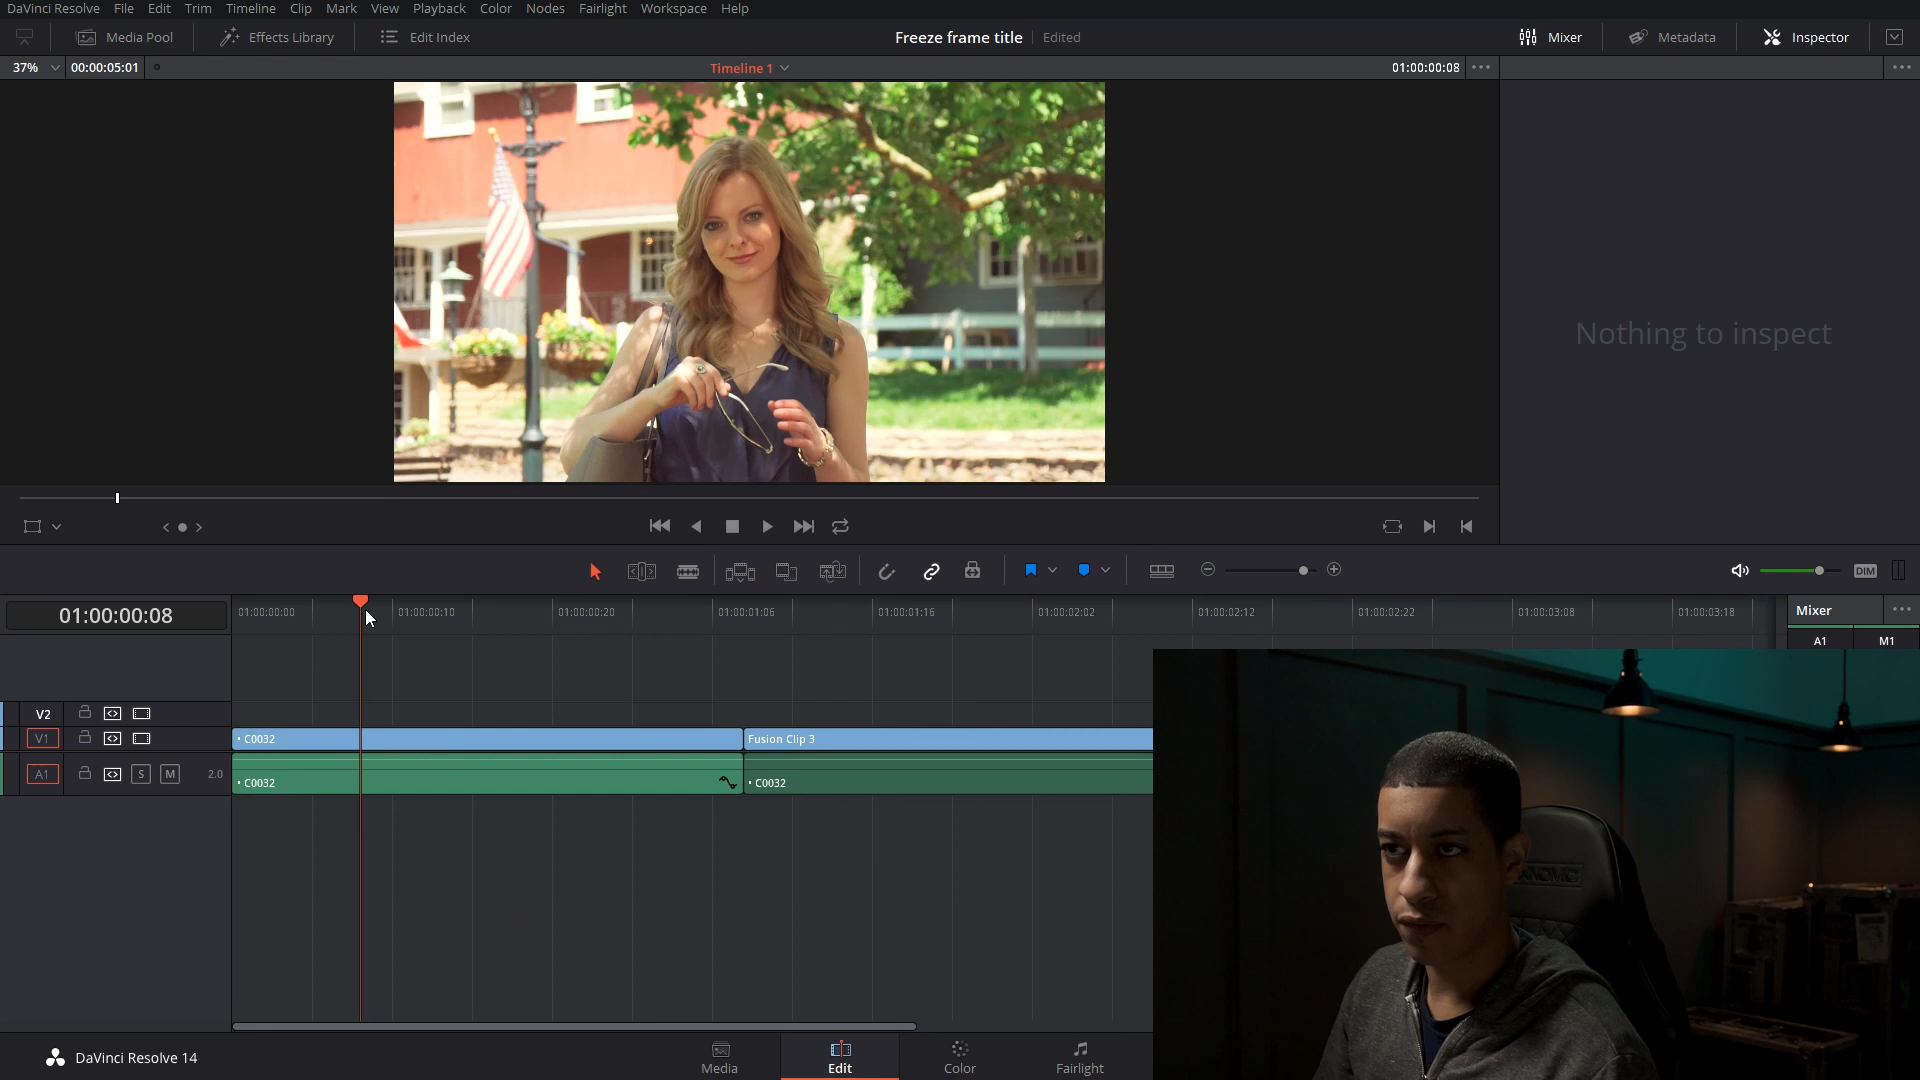 DaVinci Resolve File Edit Trim Timeline Clip Mark View Playback Color Nodes Fairlight Workspace Help
Media Pool Effects Library Edit Index Freeze frame title Edited Mixer Metadata Inspector
37% 00:00:05:01 Timeline 1 01:00:00:08
Nothing to inspect
DIM
01:00:00:08 01:00:00:00 01:00:00:10 01:00:00:20 01:00:01:06 01:00:01:16 01:00:02:02 01:00:02:12 01:00:02:22 01:00:03:08 01:00:03:18 Mixer
A1 M1
V2
V1 C0032 Fusion Clip 3
A1 S M 2.0
C0032 C0032
DaVinci Resolve 14 Media Edit Color Fairlight